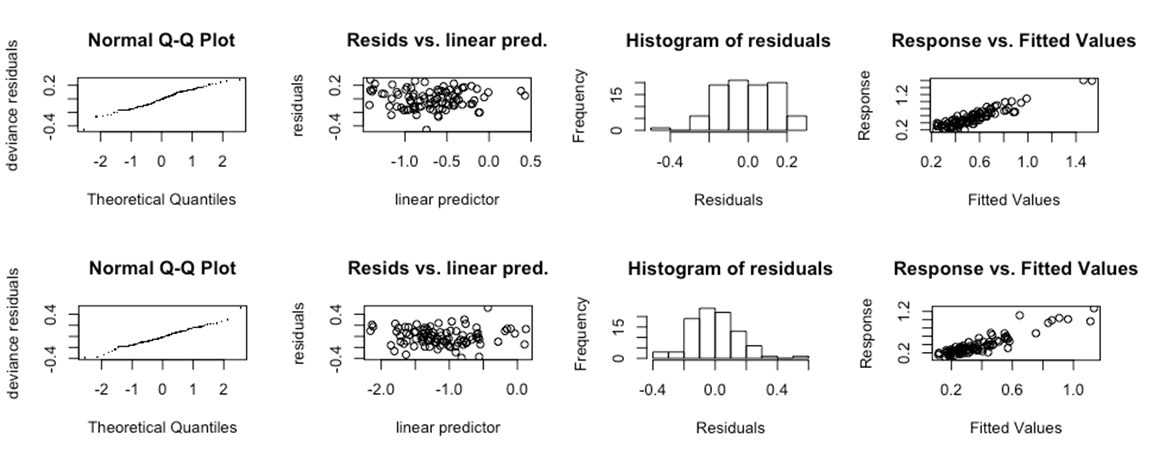 Normal Q-Q Plot
deviance residuals
0.2
-0.4
-2 -1 0 1 2
Theoretical Quantiles
Resids vs. linear pred.
residuals
0.2
-0.4
-1.0 -0.5 0.0 0.5
linear predictor
Histogram of residuals
Frequency
15
0
-0.4 0.0 0.2
Residuals
Response vs. Fitted Values
Response
1.2
0.2
0.2 0.6 1.0 1.4
Fitted Values
Normal Q-Q Plot
deviance residuals
0.4
-0.4
-2 -1 0 1 2
Theoretical Quantiles
Resids vs. linear pred.
residuals
0.4
-0.4
-2.0 -1.0 0.0
linear predictor
Histogram of residuals
Frequency
15
0
-0.4 0.0 0.4
Residuals
Response vs. Fitted Values
Response
1.2
0.2
0.2 0.6 1.0
Fitted Values